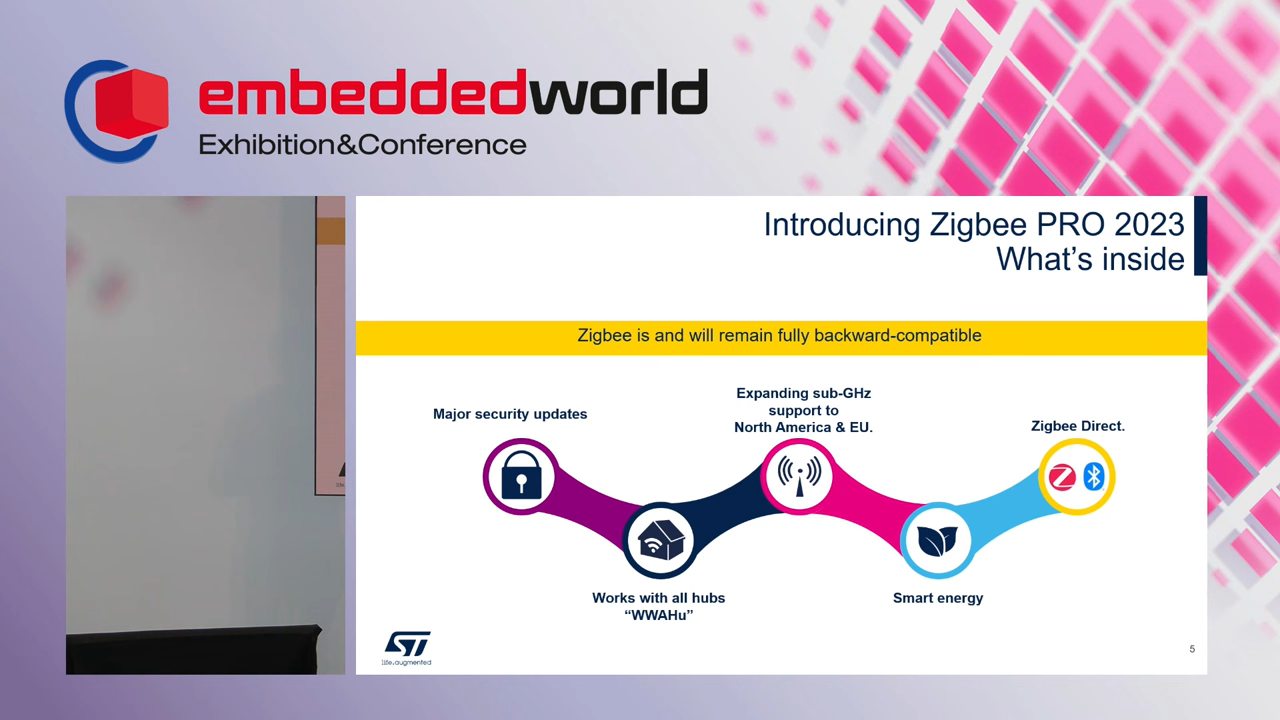 embeddedworld
Exhibition&Conference
Introducing Zigbee PRO 2023
What's inside
Zigbee is and will remain fully backward-compatible
Major security updates
Expanding sub-GHz
support to
North America & EU.
Zigbee Direct.
Works with all hubs
“WWAHu”
Smart energy
ST
life.augmented
5